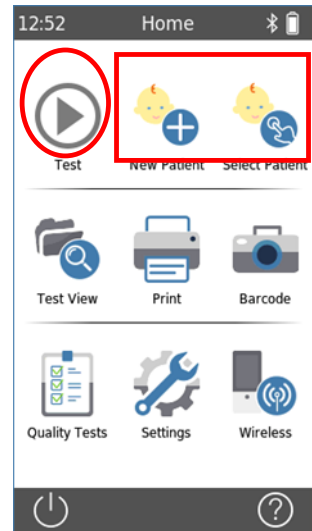 12:52 Home
Test New Patient Select Patient
Test View Print Barcode
Quality Tests Settings Wireless
?